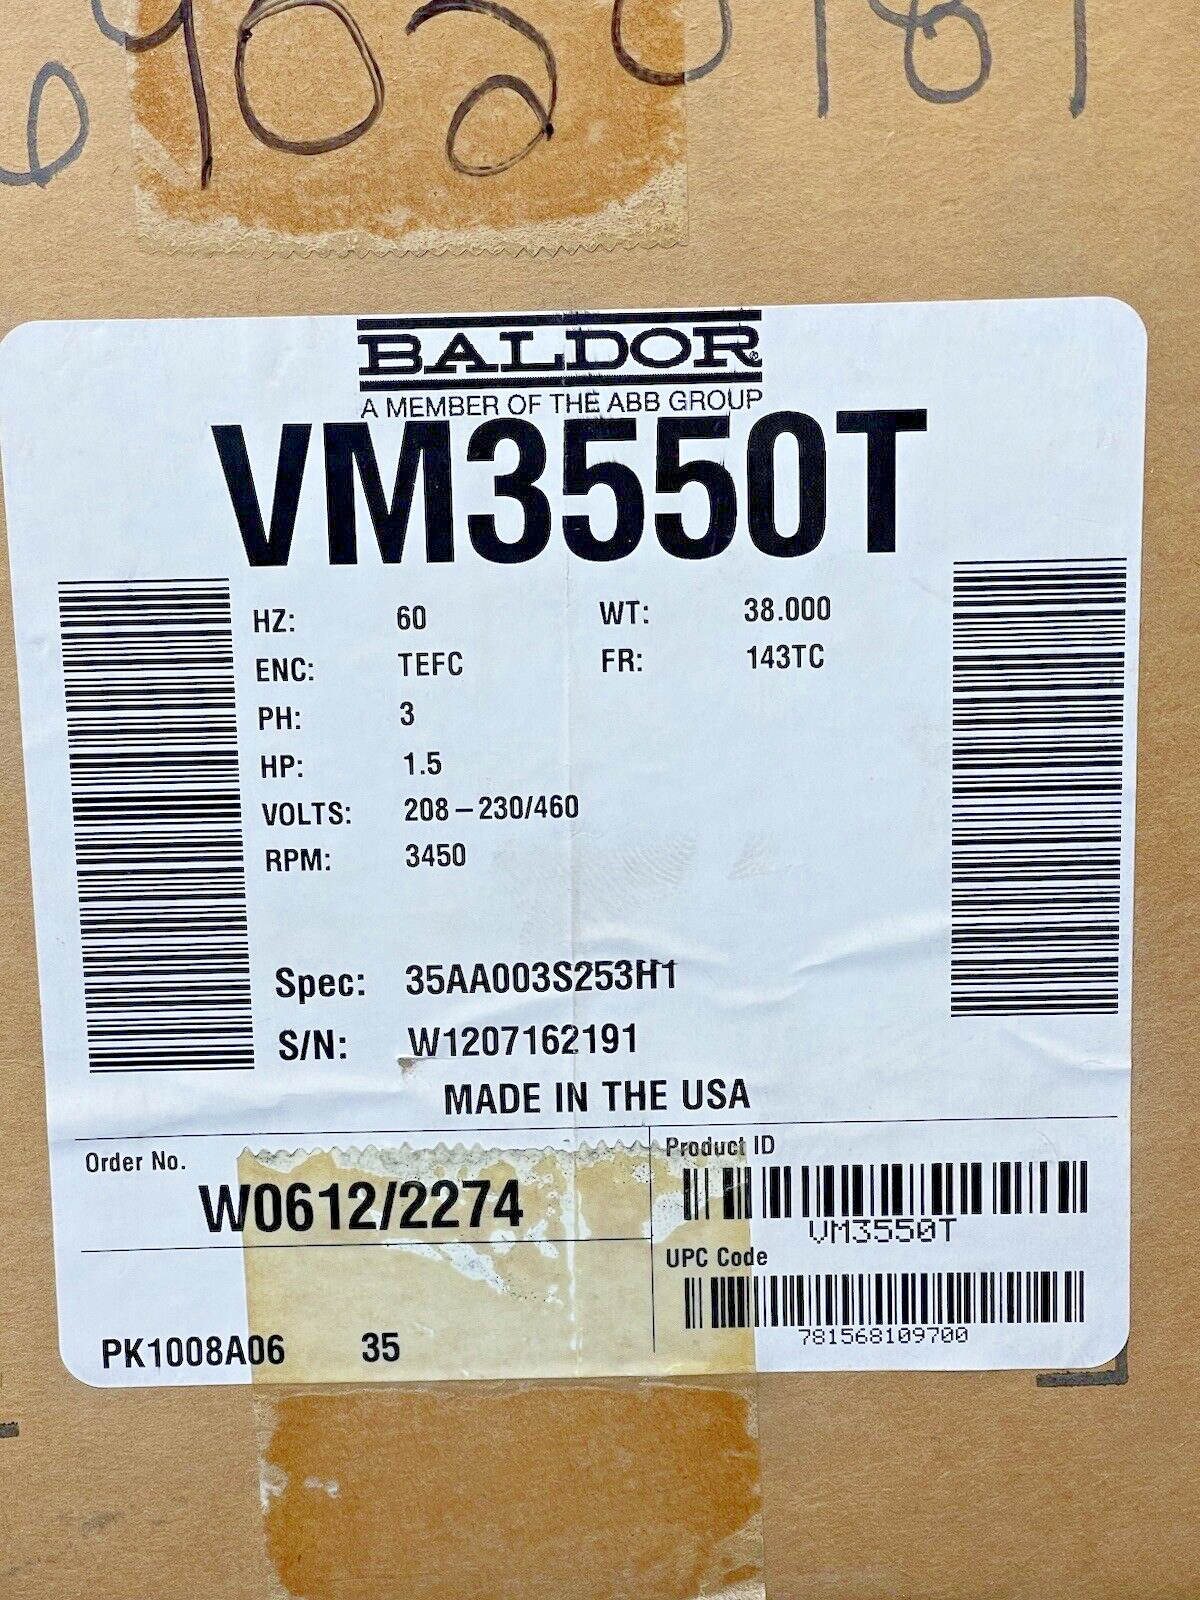 69020181
BALDOR®
A MEMBER OF THE ABB GROUP
VM3550T
HZ: 60 WT: 38.000
ENC: TEFC FR: 143TC
PH: 3
HP: 1.5
VOLTS: 208-230/460
RPM: 3450
Spec: 35AA003S253H1
S/N: W1207162191
MADE IN THE USA
Order No.
W0612/2274
Product ID
VM3550T
UPC Code
781568109700
PK1008A06 35